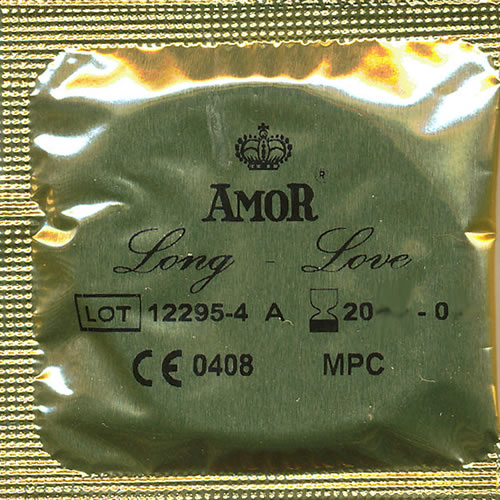 AMOR ®
Long - Love
LOT 12295-4 A 20 - 0
CE 0408 MPC